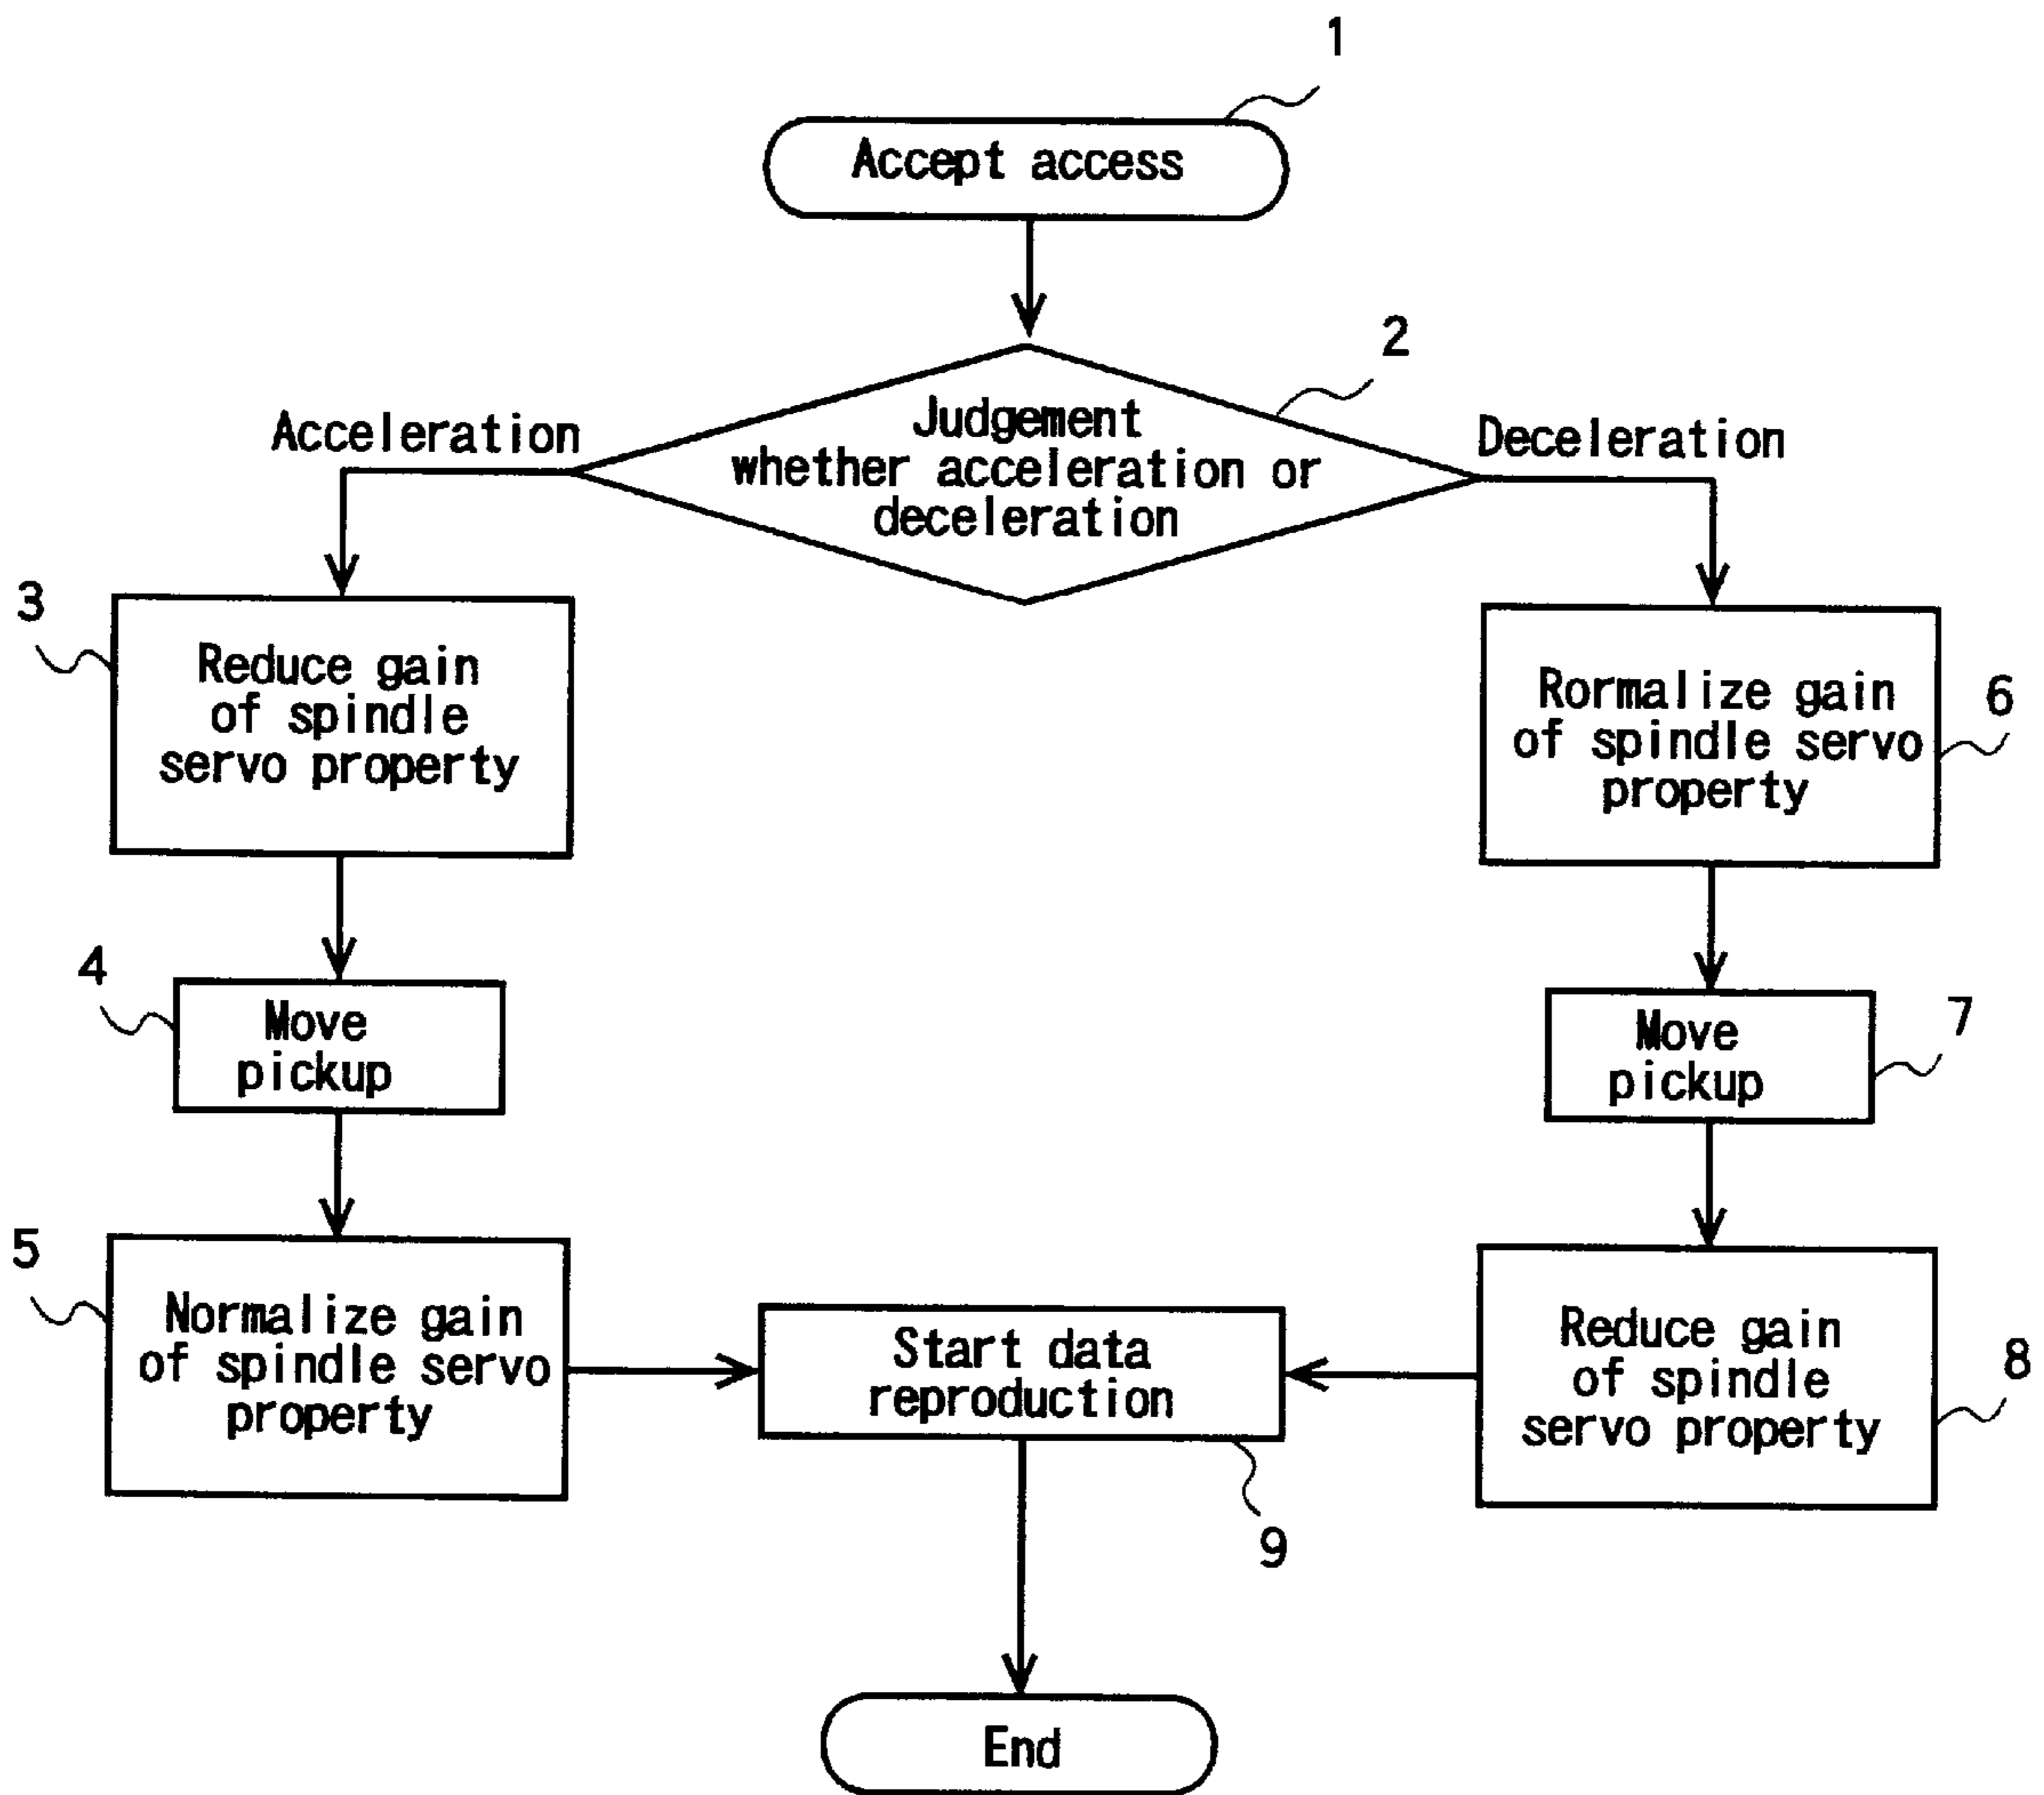 1
Accept access
2
Judgement
whether acceleration or
deceleration
Acceleration
Deceleration
3
Reduce gain
of spindle
servo property
6
Rormalize gain
of spindle servo
property
4
Move
pickup
7
Move
pickup
5
Normalize gain
of spindle servo
property
Start data
reproduction
9
8
Reduce gain
of spindle
servo property
End